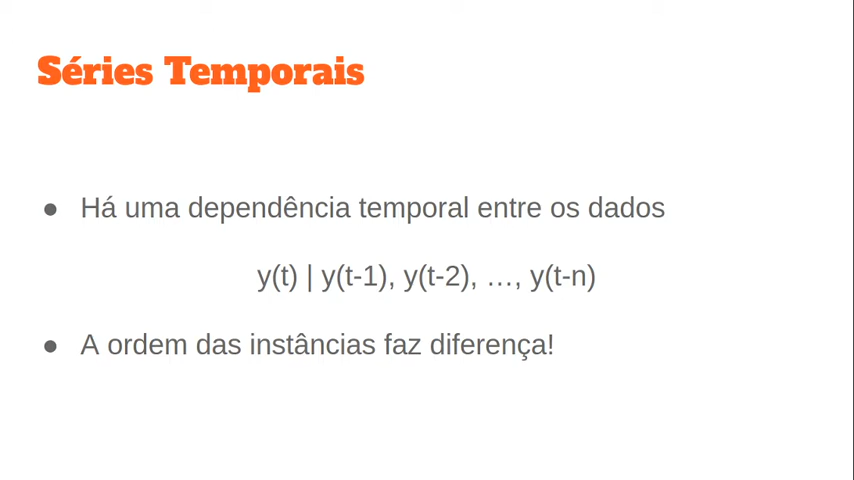 Séries Temporais
● Há uma dependência temporal entre os dados
y(t) | y(t-1), y(t-2), …, y(t-n)
● A ordem das instâncias faz diferença!